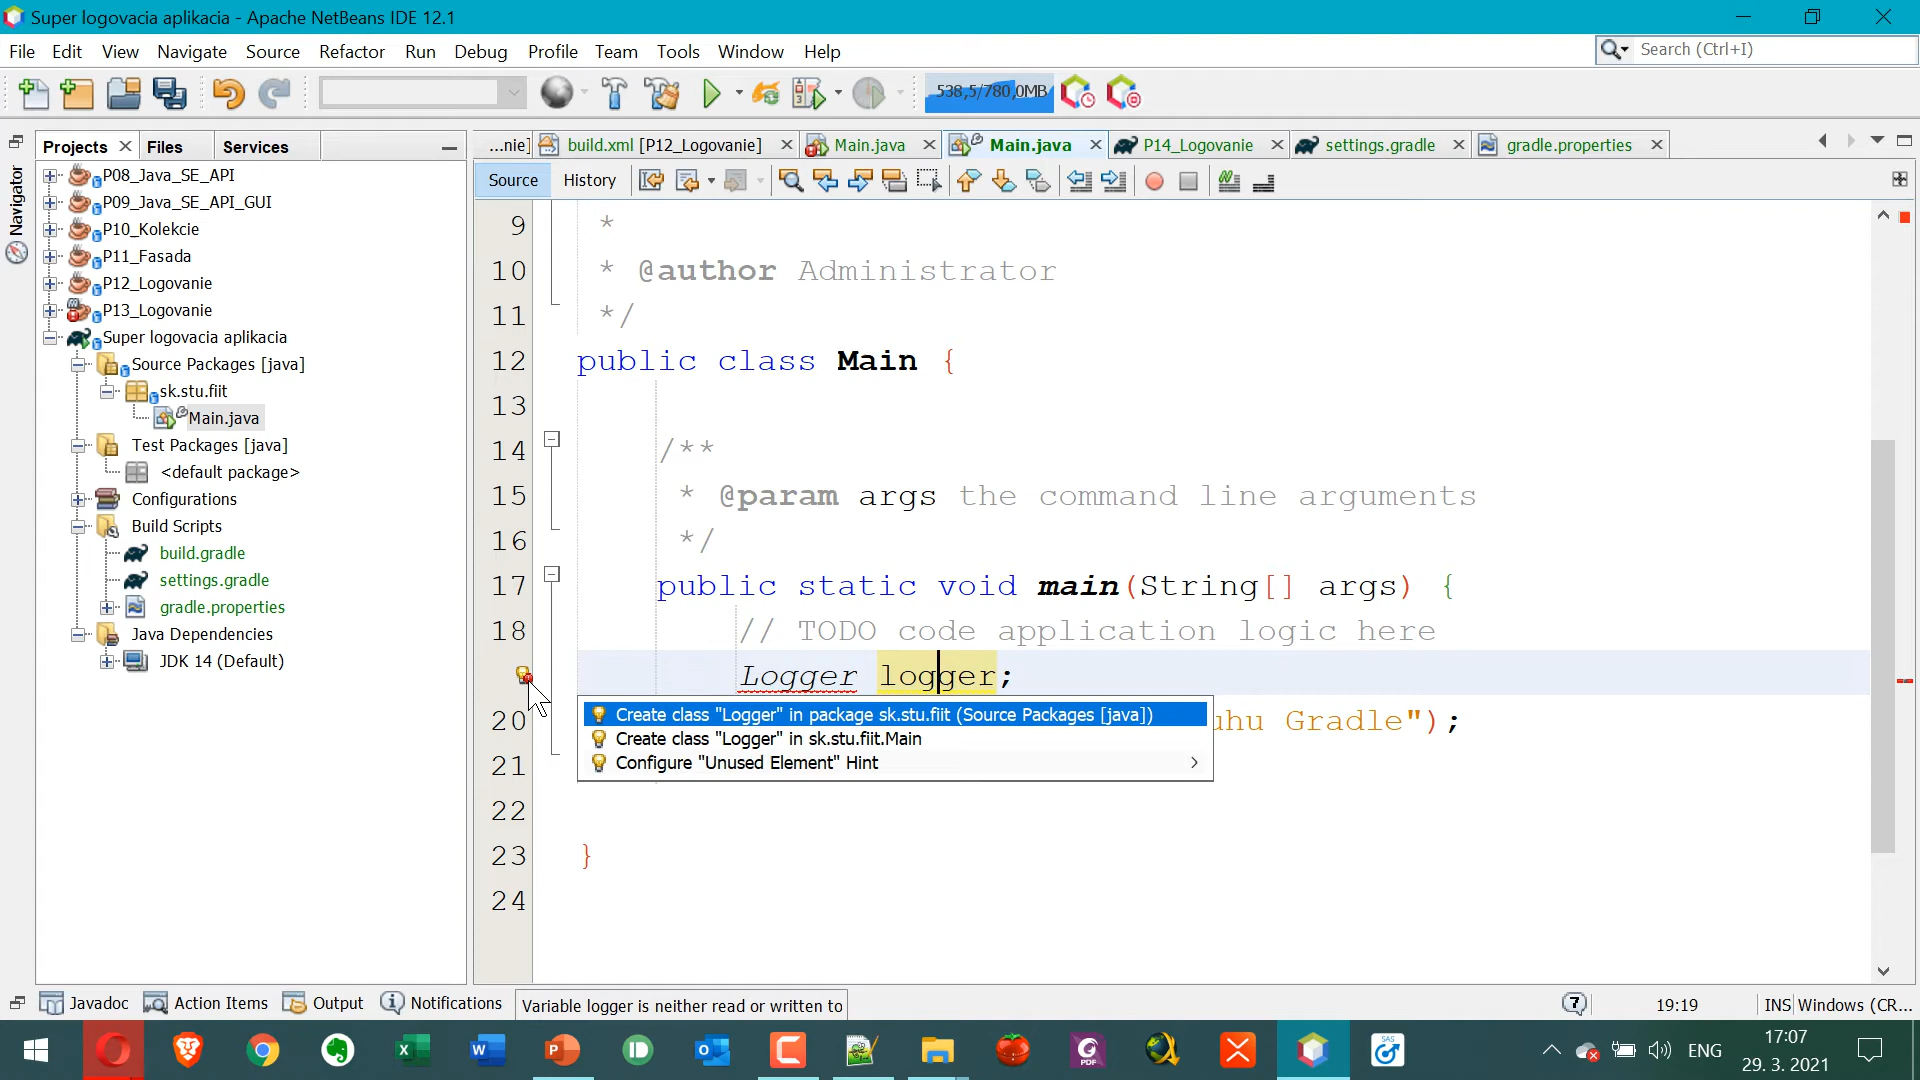 Super logovacia aplikacia - Apache NetBeans IDE 12.1
File Edit View Navigate Source Refactor Run Debug Profile Team Tools Window Help
Search (Ctrl+I)
538,5/780,0MB
Projects Files Services
...nie] build.xml [P12_Logovanie] Main.java Main.java P14_Logovanie settings.gradle gradle.properties
Source History
Navigator
P08_Java_SE_API
P09_Java_SE_API_GUI
P10_Kolekcie
P11_Fasada
P12_Logovanie
P13_Logovanie
Super logovacia aplikacia
Source Packages [java]
sk.stu.fiit
Main.java
Test Packages [java]
<default package>
Configurations
Build Scripts
build.gradle
settings.gradle
gradle.properties
Java Dependencies
JDK 14 (Default)
9 *
10 * @author Administrator
11 */
12 public class Main {
13
14 /**
15 * @param args the command line arguments
16 */
17 public static void main(String[] args) {
18 // TODO code application logic here
Logger logger;
20 uhu Gradle");
21
22
23 }
24
Create class "Logger" in package sk.stu.fiit (Source Packages [java])
Create class "Logger" in sk.stu.fiit.Main
Configure "Unused Element" Hint
Javadoc Action Items Output Notifications Variable logger is neither read or written to 7 19:19 INS Windows (CR...
ENG
17:07
29. 3. 2021